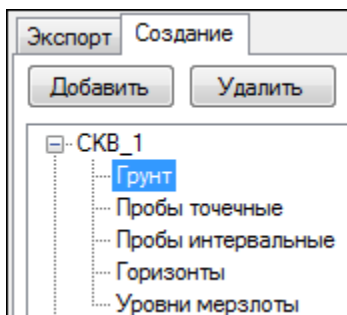 Экспорт Создание
Добавить Удалить
СКВ_1
Грунт
Пробы точечные
Пробы интервальные
Горизонты
Уровни мерзлоты